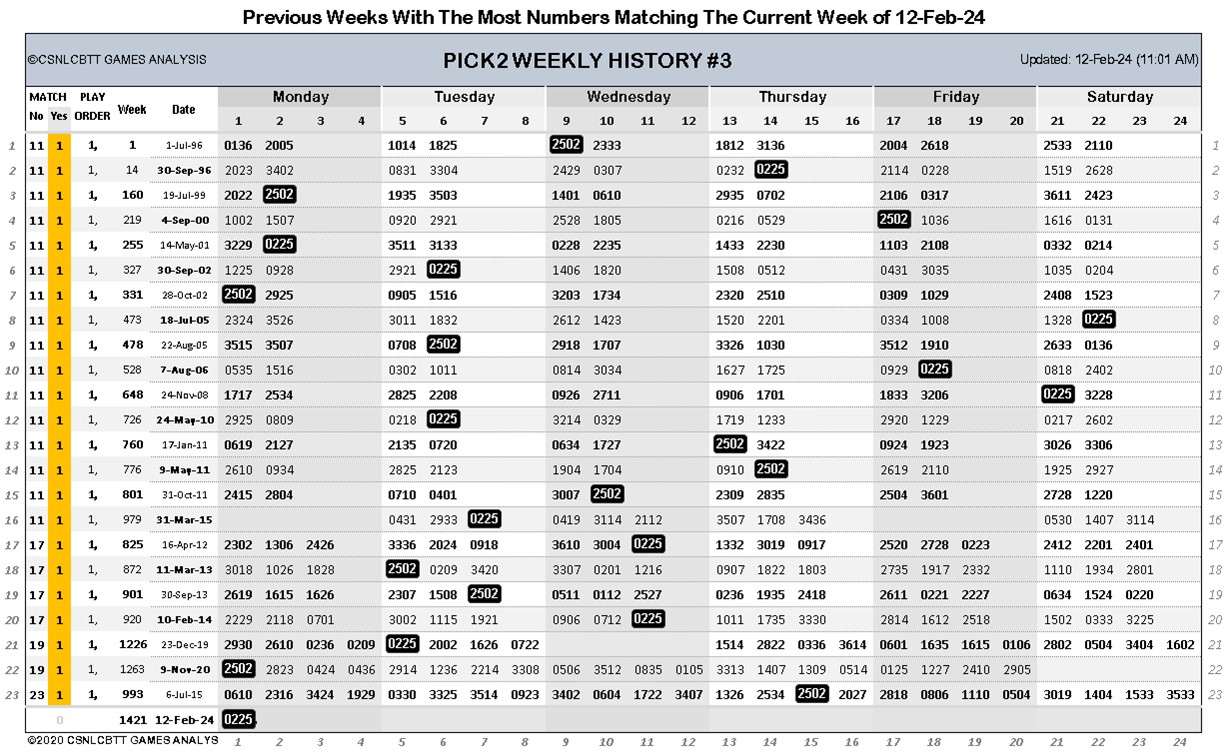 Previous Weeks With The Most Numbers Matching The Current Week of 12-Feb-24
©CSNLCBTT GAMES ANALYSIS PICK2 WEEKLY HISTORY #3 Updated: 12-Feb-24 (11:01 AM)
MATCH PLAY Week Date Monday Tuesday Wednesday Thursday Friday Saturday
No Yes ORDER 1 2 3 4 5 6 7 8 9 10 11 12 13 14 15 16 17 18 19 20 21 22 23 24
1 11 1 1, 1 1-Jul-96 0136 2005 1014 1825 2502 2333 1812 3136 2004 2618 2533 2110 1
2 11 1 1, 14 30-Sep-96 2023 3402 0831 3304 2429 0307 0232 0225 2114 0228 1519 2628 2
3 11 1 1, 160 19-Jul-99 2022 2502 1935 3503 1401 0610 2935 0702 2106 0317 3611 2423 3
4 11 1 1, 219 4-Sep-00 1002 1507 0920 2921 2528 1805 0216 0529 2502 1036 1616 0131 4
5 11 1 1, 255 14-May-01 3229 0225 3511 3133 0228 2235 1433 2230 1103 2108 0332 0214 5
6 11 1 1, 327 30-Sep-02 1225 0928 2921 0225 1406 1820 1508 0512 0431 3035 1035 0204 6
7 11 1 1, 331 28-Oct-02 2502 2925 0905 1516 3203 1734 2320 2510 0309 1029 2408 1523 7
8 11 1 1, 473 18-Jul-05 2324 3526 3011 1832 2612 1423 1520 2201 0334 1008 1328 0225 8
9 11 1 1, 478 22-Aug-05 3515 3507 0708 2502 2918 1707 3326 1030 3512 1910 2633 0136 9
10 11 1 1, 528 7-Aug-06 0535 1516 0302 1011 0814 3034 1627 1725 0929 0225 0818 2402 10
11 11 1 1, 648 24-Nov-08 1717 2534 2825 2208 0926 2711 0906 1701 1833 3206 0225 3228 11
12 11 1 1, 726 24-May-10 2925 0809 0218 0225 3214 0329 1719 1233 2920 1229 0217 2602 12
13 11 1 1, 760 17-Jan-11 0619 2127 2135 0720 0634 1727 2502 3422 0924 1923 3026 3306 13
14 11 1 1, 776 9-May-11 2610 0934 2825 2123 1904 1704 0910 2502 2619 2110 1925 2927 14
15 11 1 1, 801 31-Oct-11 2415 2804 0710 0401 3007 2502 2309 2835 2504 3601 2728 1220 15
16 11 1 1, 979 31-Mar-15 0431 2933 0225 0419 3114 2112 3507 1708 3436 0530 1407 3114 16
17 17 1 1, 825 16-Apr-12 2302 1306 2426 3336 2024 0918 3610 3004 0225 1332 3019 0917 2520 2728 0223 2412 2201 2401 17
18 17 1 1, 872 11-Mar-13 3018 1026 1828 2502 0209 3420 3307 0201 1216 0907 1822 1803 2735 1917 2332 1110 1934 2801 18
19 17 1 1, 901 30-Sep-13 2619 1615 1626 2307 1508 2502 0511 0112 2527 0236 1935 2418 2611 0221 2227 0634 1524 0220 19
20 17 1 1, 920 10-Feb-14 2229 2118 0701 3002 1115 1921 0906 0712 0225 1011 1735 3330 2814 1612 2518 1502 0333 3225 20
21 19 1 1, 1226 23-Dec-19 2930 2610 0236 0209 0225 2002 1626 0722 1514 2822 0336 3614 0601 1635 1615 0106 2802 0504 3404 1602 21
22 19 1 1, 1263 9-Nov-20 2502 2823 0424 0436 2914 1236 2214 3308 0506 3512 0835 0105 3313 1407 1309 0514 0125 1227 2410 2905 22
23 23 1 1, 993 6-Jul-15 0610 2316 3424 1929 0330 3325 3514 0923 3402 0604 1722 3407 1326 2534 2502 2027 2818 0806 1110 0504 3019 1404 1533 3533 23
0 1421 12-Feb-24 0225
©2020 CSNLCBTT GAMES ANALYS 1 2 3 4 5 6 7 8 9 10 11 12 13 14 15 16 17 18 19 20 21 22 23 24